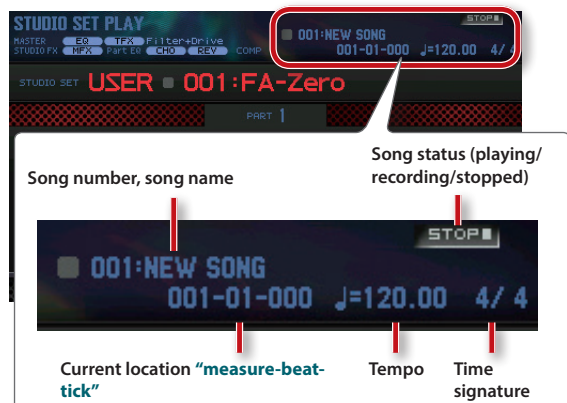 STUDIO SET PLAY
STOP■
MASTER EQ TFX Filter+Drive
STUDIO FX MFX Part EQ CHO REV COMP
001:NEW SONG
001-01-000 ♩=120.00 4/ 4
STUDIO SET USER 001:FA-Zero
PART 1
Song number, song name
Song status (playing/
recording/stopped)
STOP■
001:NEW SONG
001-01-000 ♩=120.00 4/ 4
Current location “measure-beat-
tick”
Tempo
Time
signature